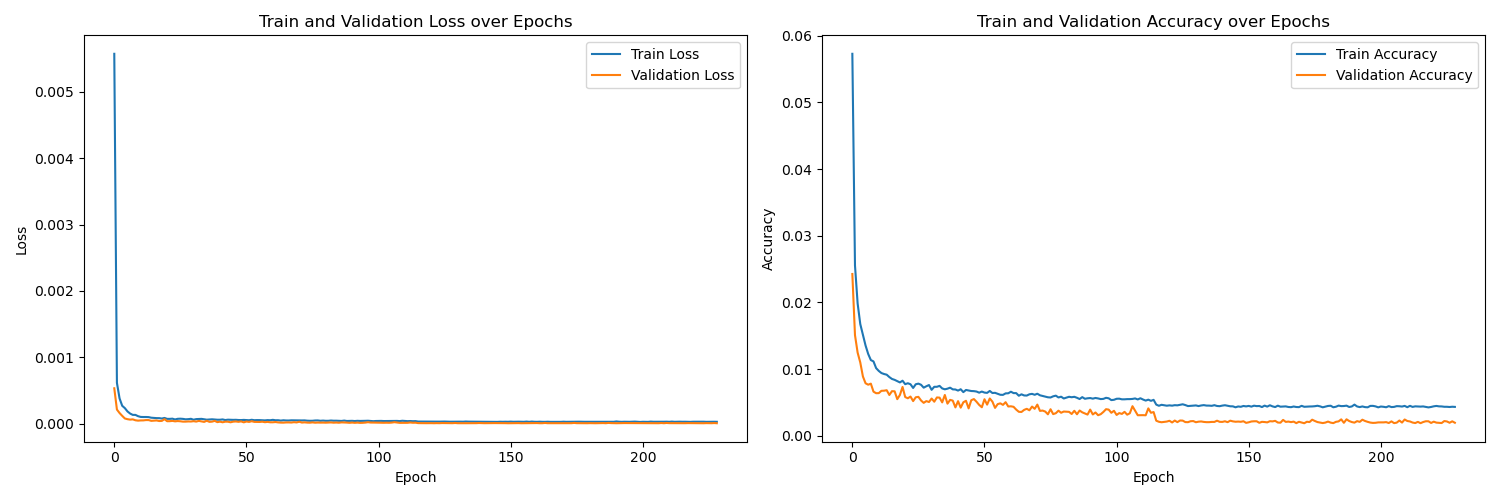 Train and Validation Loss over Epochs
Train Loss
Validation Loss
0.005
0.004
0.003
0.002
0.001
0.000
Loss
0
50
100
150
200
Epoch
Train and Validation Accuracy over Epochs
Train Accuracy
Validation Accuracy
0.06
0.05
0.04
0.03
0.02
0.01
0.00
Accuracy
0
50
100
150
200
Epoch